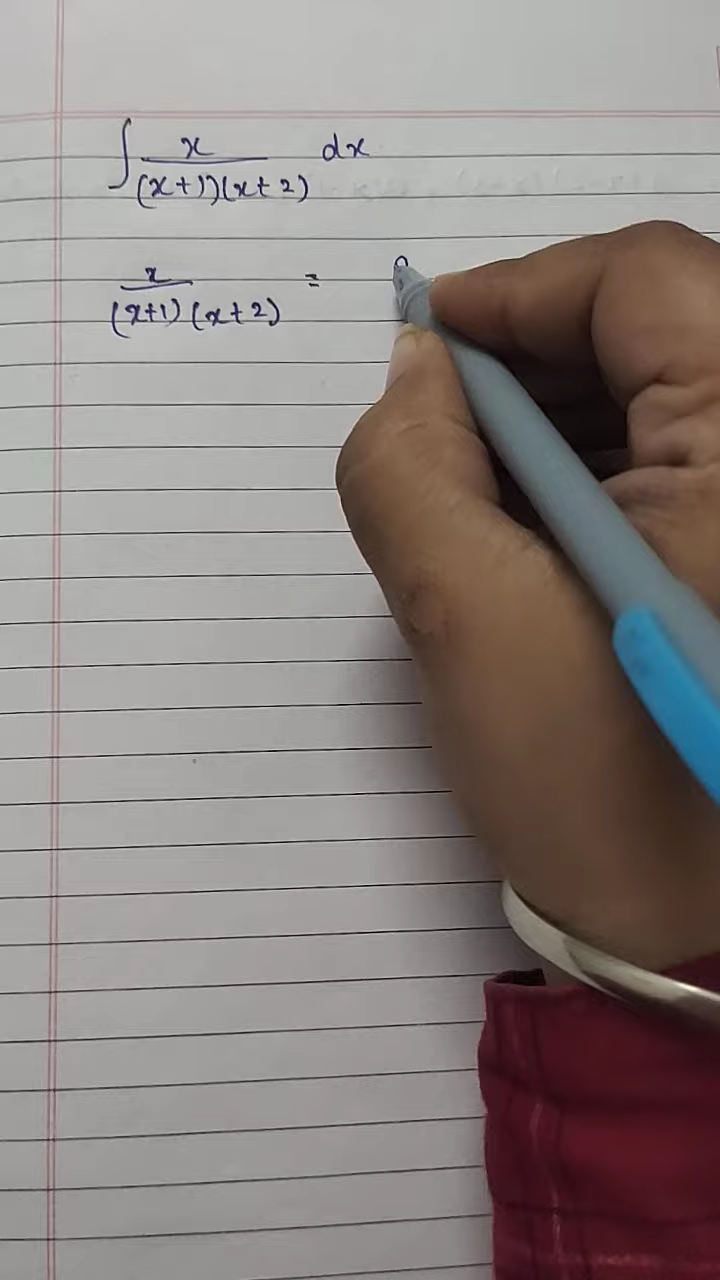 ∫ x / (x+1)(x+2) dx
x / (x+1)(x+2) =